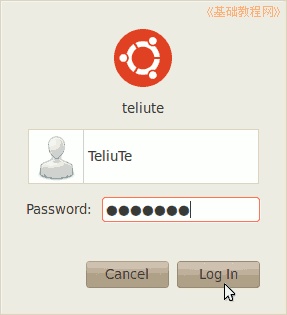 《基础教程网》
teliute
TeliuTe
Password: ●●●●●●●
Cancel Log In